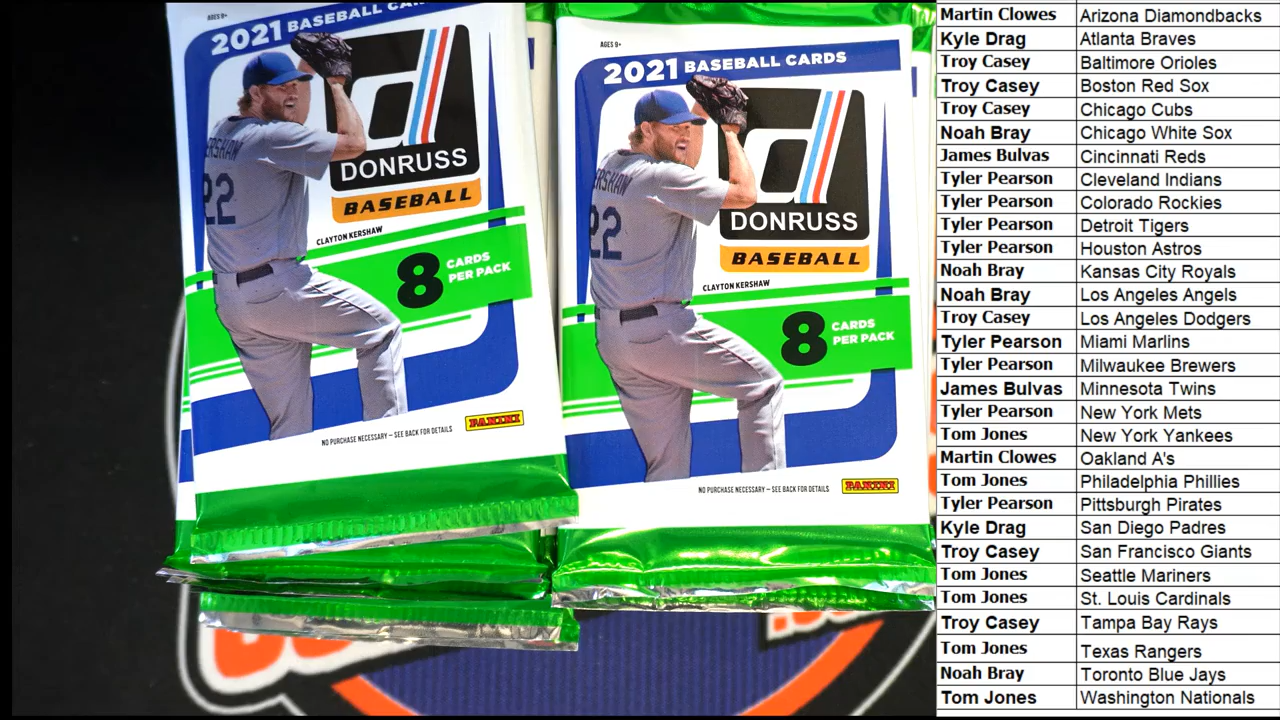 AGES 9+
2021 BASEBALL CAR
ERSHAW
22
d
DONRUSS
BASEBALL
CLAYTON KERSHAW
8 CARDS PER PACK
NO PURCHASE NECESSARY – SEE BACK FOR DETAILS
PANINI
AGES 9+
2021 BASEBALL CARDS
ERSHAW
22
d
DONRUSS
BASEBALL
CLAYTON KERSHAW
8 CARDS PER PACK
NO PURCHASE NECESSARY – SEE BACK FOR DETAILS
PANINI
Martin Clowes Arizona Diamondbacks
Kyle Drag Atlanta Braves
Troy Casey Baltimore Orioles
Troy Casey Boston Red Sox
Troy Casey Chicago Cubs
Noah Bray Chicago White Sox
James Bulvas Cincinnati Reds
Tyler Pearson Cleveland Indians
Tyler Pearson Colorado Rockies
Tyler Pearson Detroit Tigers
Tyler Pearson Houston Astros
Noah Bray Kansas City Royals
Noah Bray Los Angeles Angels
Troy Casey Los Angeles Dodgers
Tyler Pearson Miami Marlins
Tyler Pearson Milwaukee Brewers
James Bulvas Minnesota Twins
Tyler Pearson New York Mets
Tom Jones New York Yankees
Martin Clowes Oakland A's
Tom Jones Philadelphia Phillies
Tyler Pearson Pittsburgh Pirates
Kyle Drag San Diego Padres
Troy Casey San Francisco Giants
Tom Jones Seattle Mariners
Tom Jones St. Louis Cardinals
Troy Casey Tampa Bay Rays
Tom Jones Texas Rangers
Noah Bray Toronto Blue Jays
Tom Jones Washington Nationals